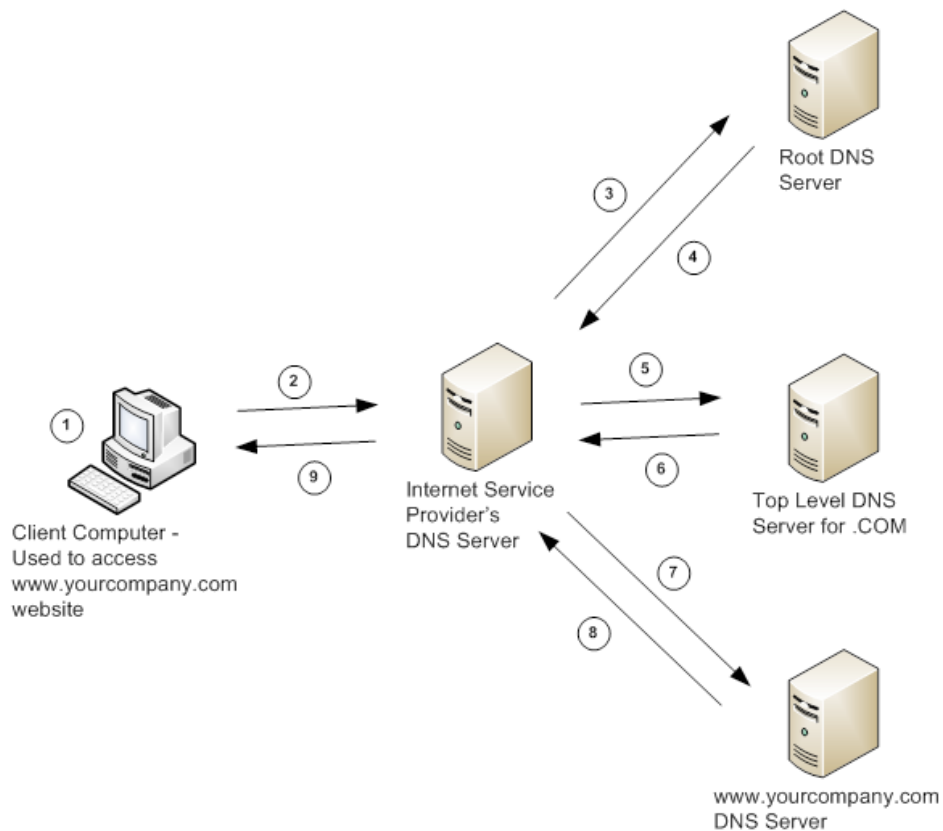 Root DNS
Server
3
4
2
5
1
9
6
Internet Service
Provider's
DNS Server
Top Level DNS
Server for .COM
Client Computer -
Used to access
www.yourcompany.com
website
7
8
www.yourcompany.com
DNS Server